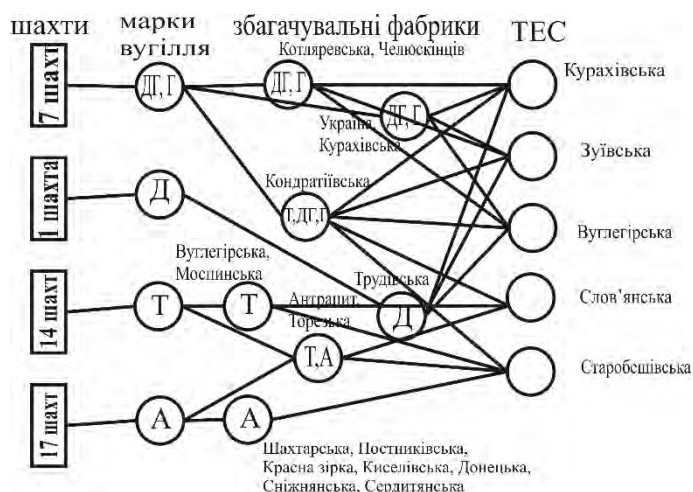 шахти
марки
вугілля
збагачувальні фабрики
ТЕС
Котляревська, Челюскінців
7 шахт
ДГ, Г
ДГ, Г
Курахівська
Україна,
Курахівська
ДГ, Г
Зуївська
Кондратіївська
1 шахта
Д
Т,ДГ,Г
Вуглегірська
Вуглегірська,
Моспинська
Трудівська
Антрацит,
Торезька
14 шахт
Т
Т
Д
Слов’янська
Т,А
Старобешівська
17 шахт
А
А
Шахтарська, Постниківська,
Красна зірка, Киселівська, Донецька,
Сніжнянська, Сердитянська